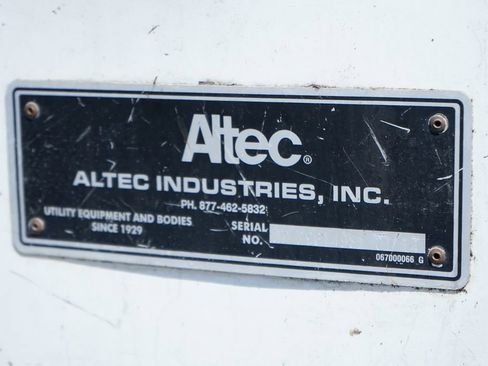 Altec®
ALTEC INDUSTRIES, INC.
PH. 877-462-5832
UTILITY EQUIPMENT AND BODIES
SINCE 1929
SERIAL
NO.
067000066 G